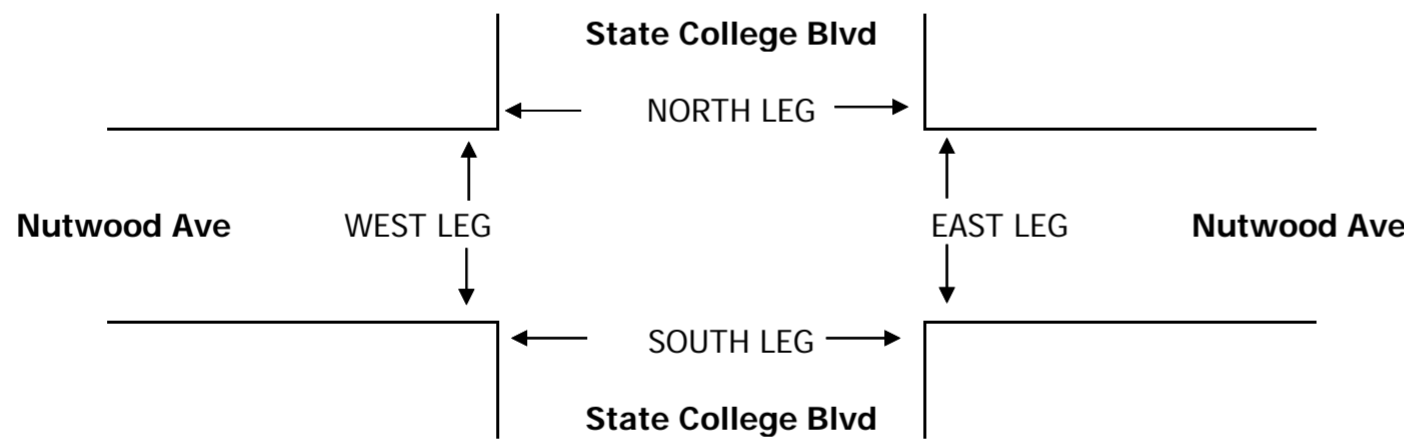 State College Blvd
NORTH LEG
Nutwood Ave WEST LEG EAST LEG Nutwood Ave
SOUTH LEG
State College Blvd